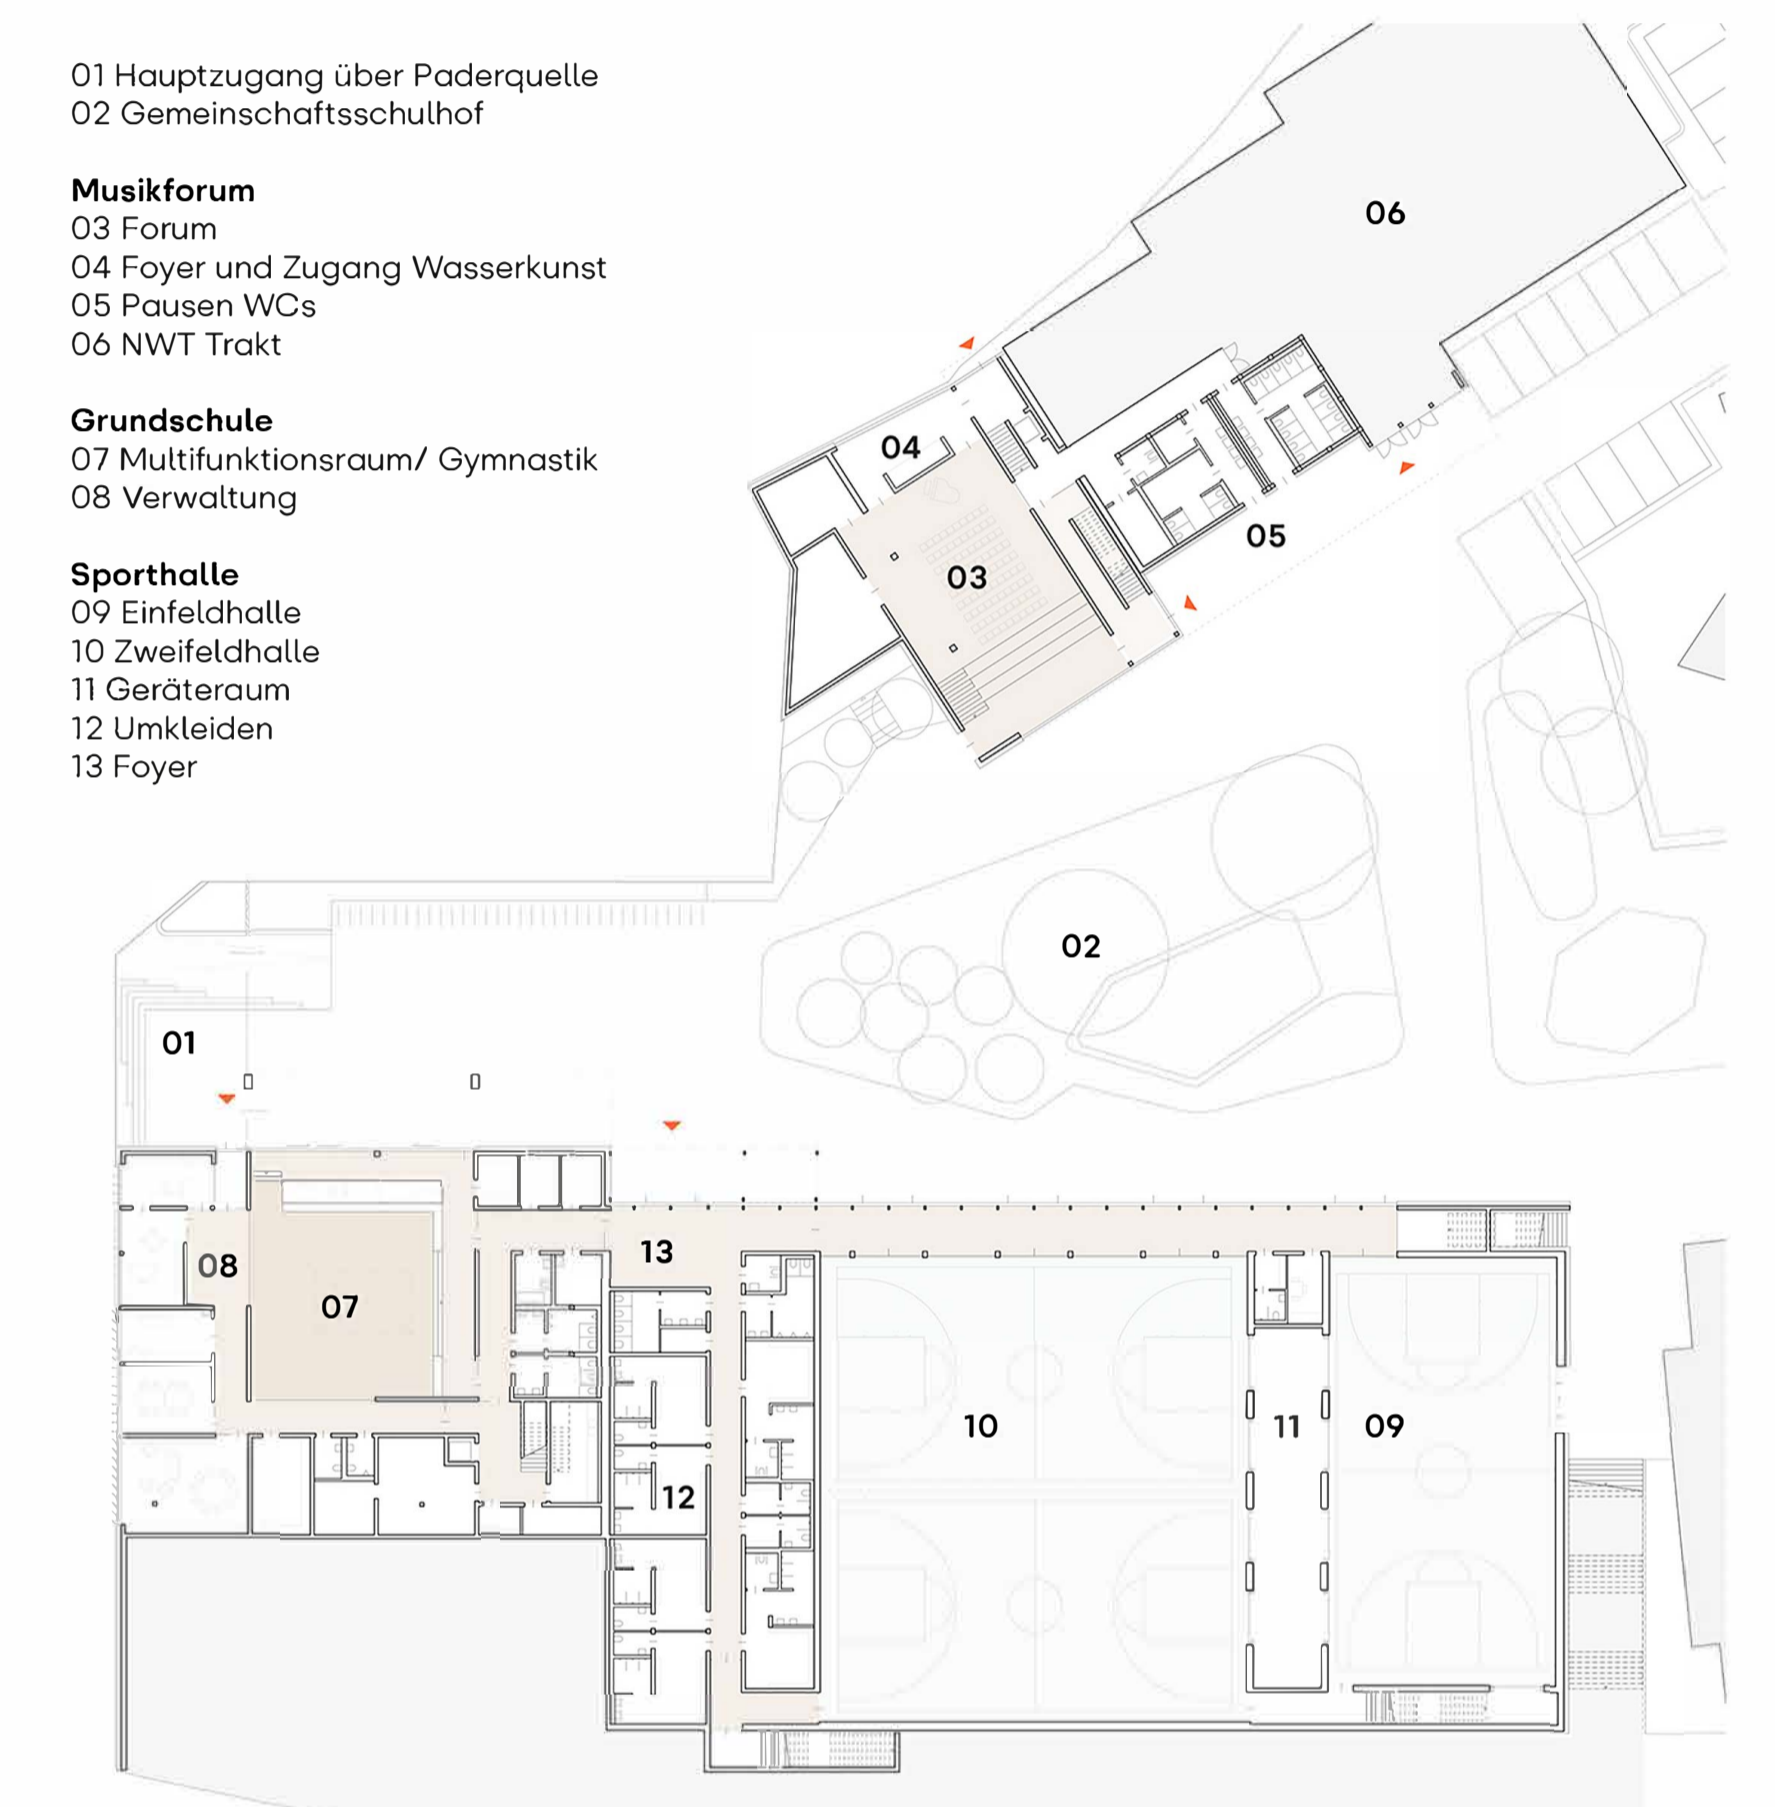 01 Hauptzugang über Paderquelle
02 Gemeinschaftsschulhof
Musikforum
03 Forum
04 Foyer und Zugang Wasserkunst
05 Pausen WCs
06 NWT Trakt
Grundschule
07 Multifunktionsraum/ Gymnastik
08 Verwaltung
Sporthalle
09 Einfeldhalle
10 Zweifeldhalle
11 Geräteraum
12 Umkleiden
13 Foyer
06
04
05
03
02
01
13
08
07
10
11
09
12